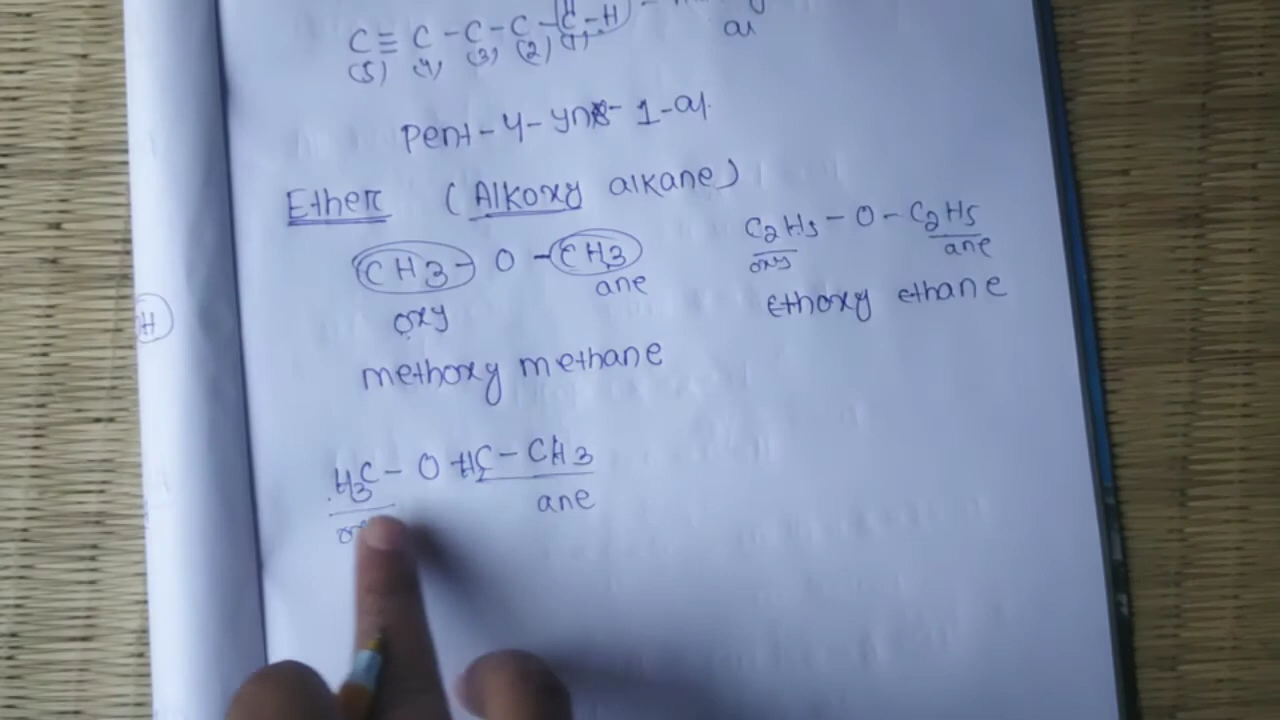 C ≡ C - C - C - C - H
al
(5) (4) (3) (2) (1)
Pent - 4 - yn - 1 - al
Ether (Alkoxy alkane)
CH3 - O - CH3
ane
oxy
methoxy methane
C2H5 - O - C2H5
oxy ane
Ethoxy ethane
H
H3C - O - H2C - CH3
ane